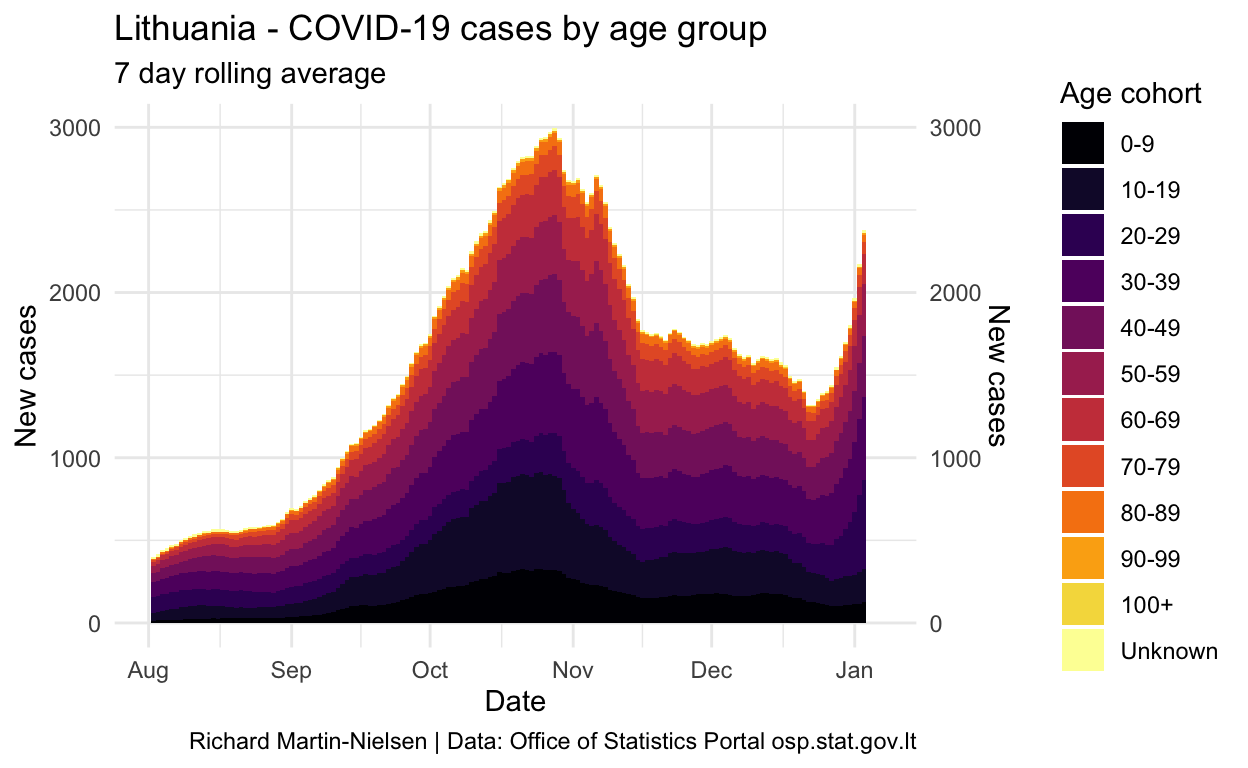 Lithuania - COVID-19 cases by age group
7 day rolling average
New cases
3000
2000
1000
0
3000
2000
1000
0
New cases
Aug Sep Oct Nov Dec Jan
Date
Age cohort
0-9
10-19
20-29
30-39
40-49
50-59
60-69
70-79
80-89
90-99
100+
Unknown
Richard Martin-Nielsen | Data: Office of Statistics Portal osp.stat.gov.lt